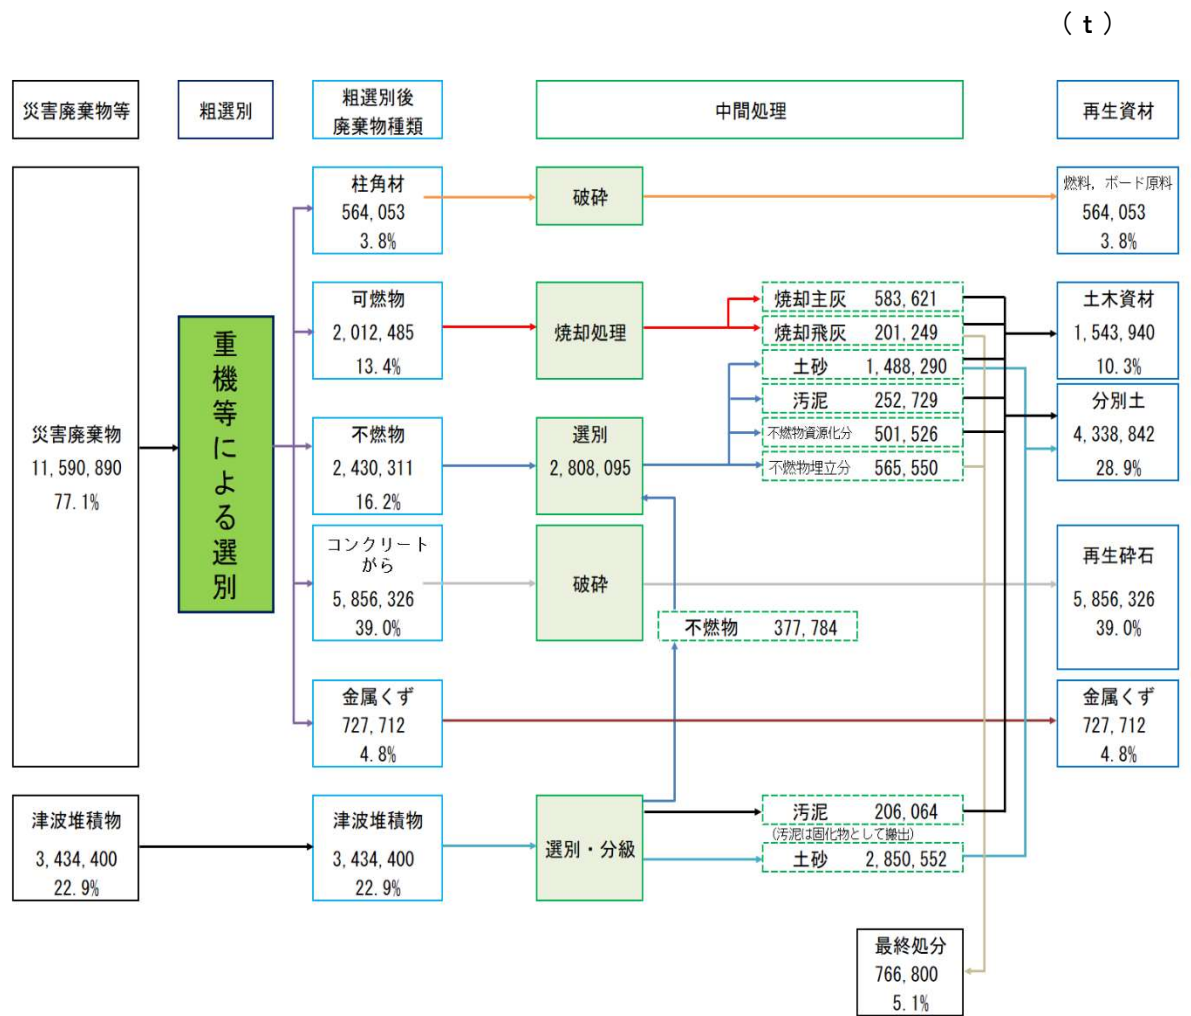 （ｔ）
災害廃棄物等
粗選別
粗選別後
廃棄物種類
中間処理
再生資材
災害廃棄物
11,590,890
77.1%
重機等による選別
柱角材
564,053
3.8%
破砕
燃料，ボード原料
564,053
3.8%
可燃物
2,012,485
13.4%
焼却処理
焼却主灰 583,621
焼却飛灰 201,249
土砂 1,488,290
汚泥 252,729
不燃物資源化分 501,526
不燃物埋立分 565,550
土木資材
1,543,940
10.3%
分別土
4,338,842
28.9%
不燃物
2,430,311
16.2%
選別
2,808,095
コンクリート
がら
5,856,326
39.0%
破砕
不燃物 377,784
再生砕石
5,856,326
39.0%
金属くず
727,712
4.8%
金属くず
727,712
4.8%
津波堆積物
3,434,400
22.9%
津波堆積物
3,434,400
22.9%
選別・分級
汚泥 206,064
(汚泥は固化物として搬出)
土砂 2,850,552
最終処分
766,800
5.1%